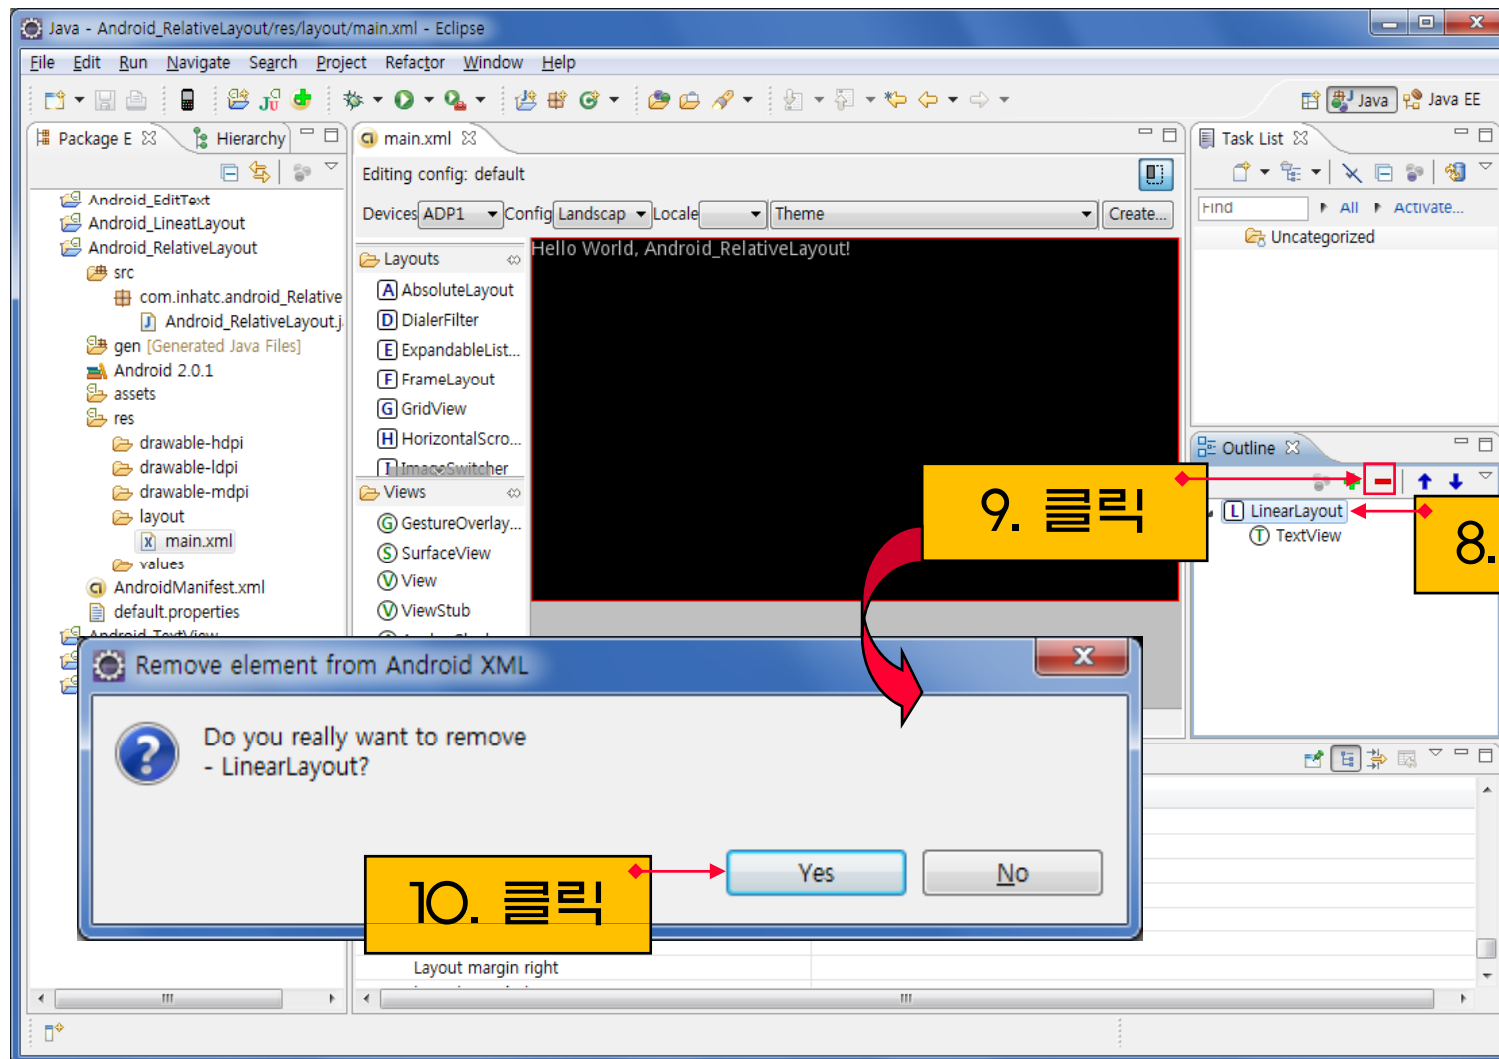 Java - Android_RelativeLayout/res/layout/main.xml - Eclipse
File Edit Run Navigate Search Project Refactor Window Help
Java Java EE
Package E Hierarchy
main.xml
Task List
Editing config: default
Devices ADP1 Config Landscap Locale Theme Create...
Find All Activate...
Uncategorized
Android_EditText
Android_LineatLayout
Android_RelativeLayout
src
com.inhatc.android_Relative
Android_RelativeLayout.j
gen [Generated Java Files]
Android 2.0.1
assets
res
drawable-hdpi
drawable-ldpi
drawable-mdpi
layout
main.xml
values
AndroidManifest.xml
default.properties
Android_TextView
Layouts
AbsoluteLayout
DialerFilter
ExpandableList...
FrameLayout
GridView
HorizontalScro...
ImageSwitcher
Views
GestureOverlay...
SurfaceView
View
ViewStub
Hello World, Android_RelativeLayout!
Outline
LinearLayout
TextView
8.
9. 클릭
Remove element from Android XML
Do you really want to remove
- LinearLayout?
Yes No
10. 클릭
Layout margin right